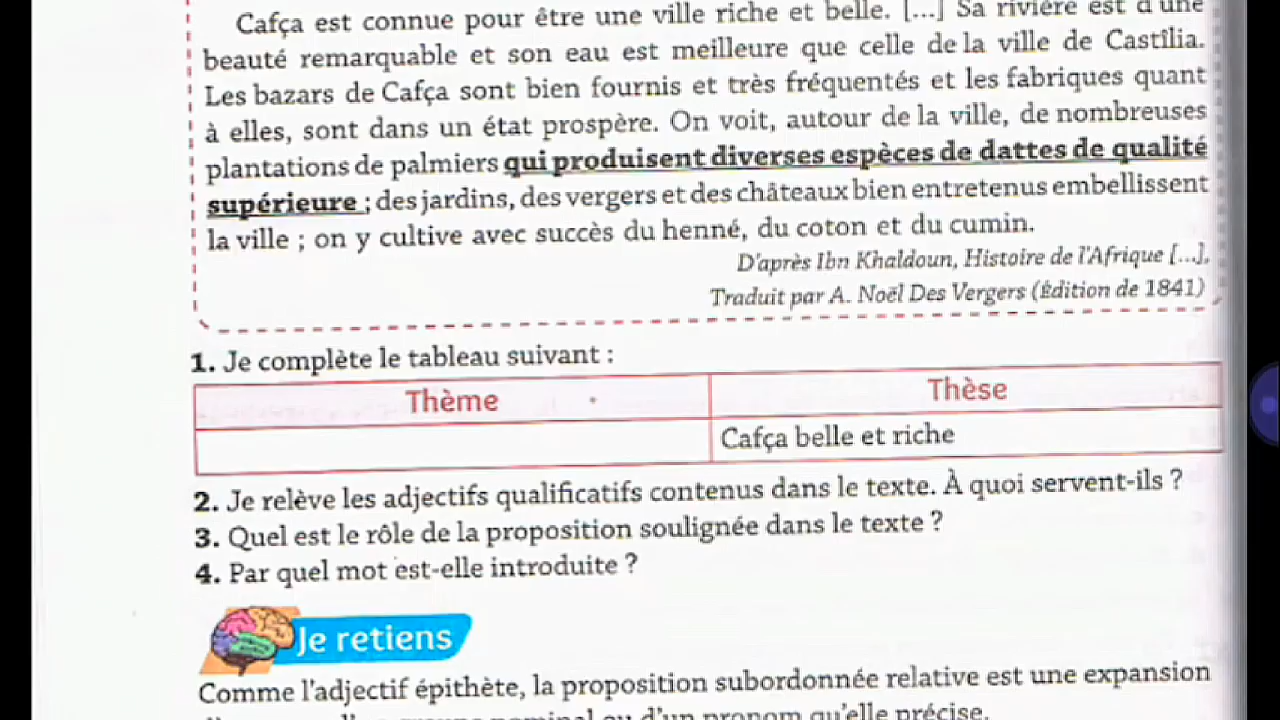 Cafça est connue pour être une ville riche et belle. [...] Sa rivière est d'une
beauté remarquable et son eau est meilleure que celle de la ville de Castilia.
Les bazars de Cafça sont bien fournis et très fréquentés et les fabriques quant
à elles, sont dans un état prospère. On voit, autour de la ville, de nombreuses
plantations de palmiers qui produisent diverses espèces de dattes de qualité
supérieure ; des jardins, des vergers et des châteaux bien entretenus embellissent
la ville ; on y cultive avec succès du henné, du coton et du cumin.
D'après Ibn Khaldoun, Histoire de l'Afrique [...],
Traduit par A. Noël Des Vergers (Édition de 1841)
1. Je complète le tableau suivant :
Thème Thèse
Cafça belle et riche
2. Je relève les adjectifs qualificatifs contenus dans le texte. À quoi servent-ils ?
3. Quel est le rôle de la proposition soulignée dans le texte ?
4. Par quel mot est-elle introduite ?
Je retiens
Comme l'adjectif épithète, la proposition subordonnée relative est une expansion
nominal ou d'un pronom qu'elle précise.